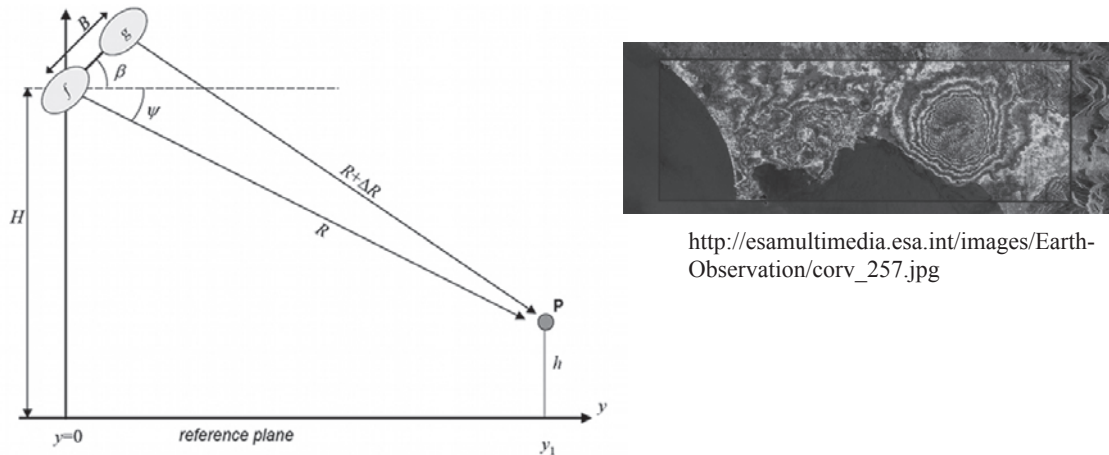 B
g
f
β
ψ
R+ΔR
R
H
P
h
y
y=0
reference plane
y₁
http://esamultimedia.esa.int/images/Earth-
Observation/corv_257.jpg